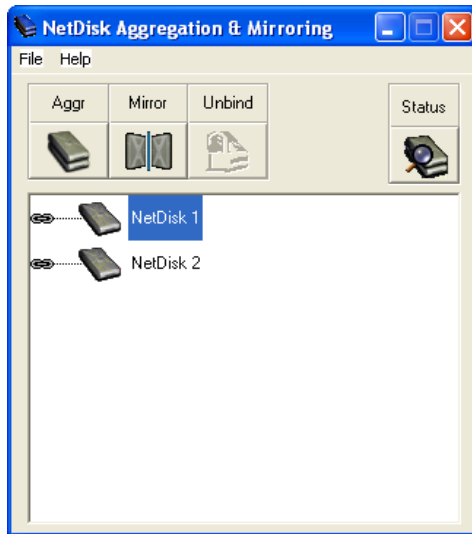 NetDisk Aggregation & Mirroring
File Help
Aggr Mirror Unbind Status
NetDisk 1
NetDisk 2